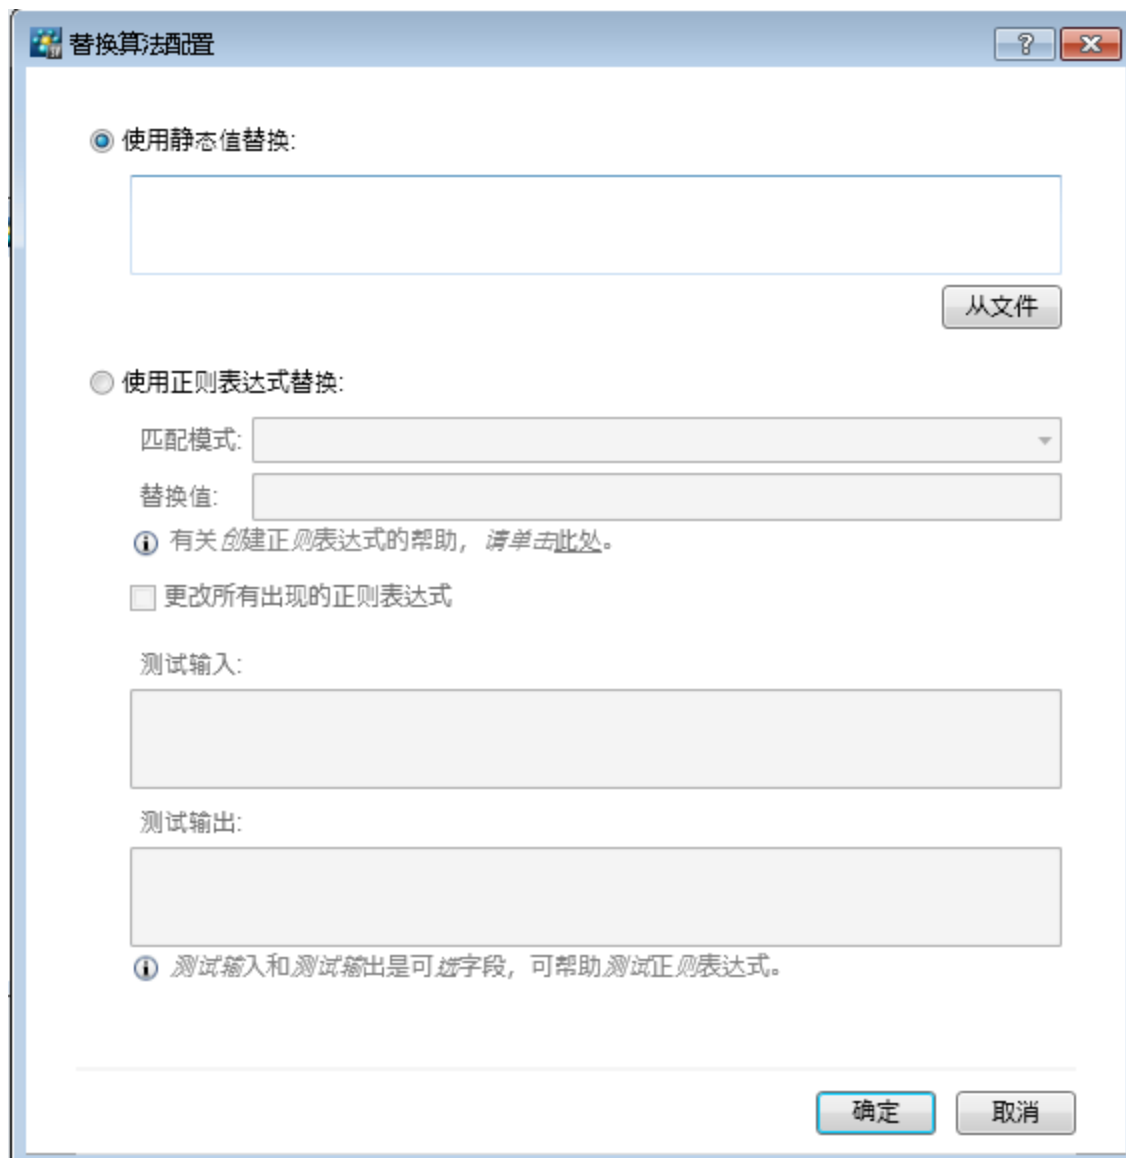 替换算法配置
使用静态值替换:
从文件
使用正则表达式替换:
匹配模式:
替换值:
有关创建正则表达式的帮助，请单击此处。
更改所有出现的正则表达式
测试输入:
测试输出:
测试输入和测试输出是可选字段，可帮助测试正则表达式。
确定 取消